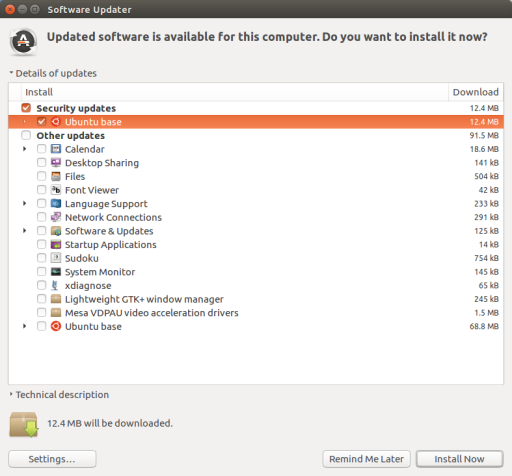 Software Updater
Updated software is available for this computer. Do you want to install it now?
Details of updates
Install Download
Security updates 12.4 MB
Ubuntu base 12.4 MB
Other updates 91.5 MB
Calendar 18.6 MB
Desktop Sharing 141 kB
Files 504 kB
Font Viewer 42 kB
Language Support 233 kB
Network Connections 291 kB
Software & Updates 125 kB
Startup Applications 14 kB
Sudoku 754 kB
System Monitor 145 kB
xdiagnose 65 kB
Lightweight GTK+ window manager 245 kB
Mesa VDPAU video acceleration drivers 1.5 MB
Ubuntu base 68.8 MB
Technical description
12.4 MB will be downloaded.
Settings... Remind Me Later Install Now